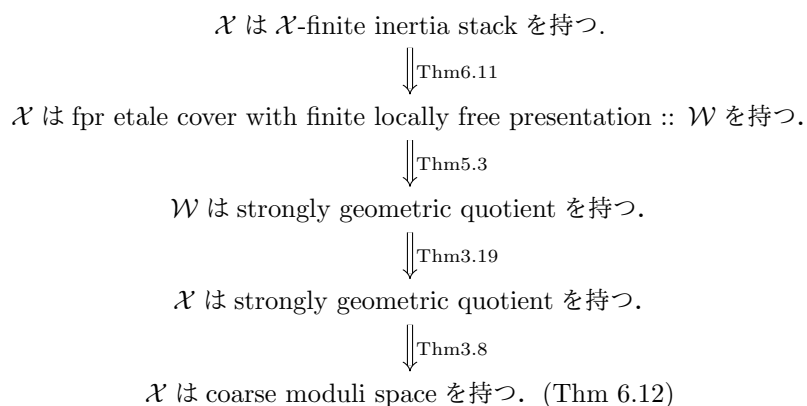 𝒳 は 𝒳-finite inertia stack を持つ.
Thm6.11
𝒳 は fpr etale cover with finite locally free presentation :: 𝒲 を持つ.
Thm5.3
𝒲 は strongly geometric quotient を持つ.
Thm3.19
𝒳 は strongly geometric quotient を持つ.
Thm3.8
𝒳 は coarse moduli space を持つ. (Thm 6.12)